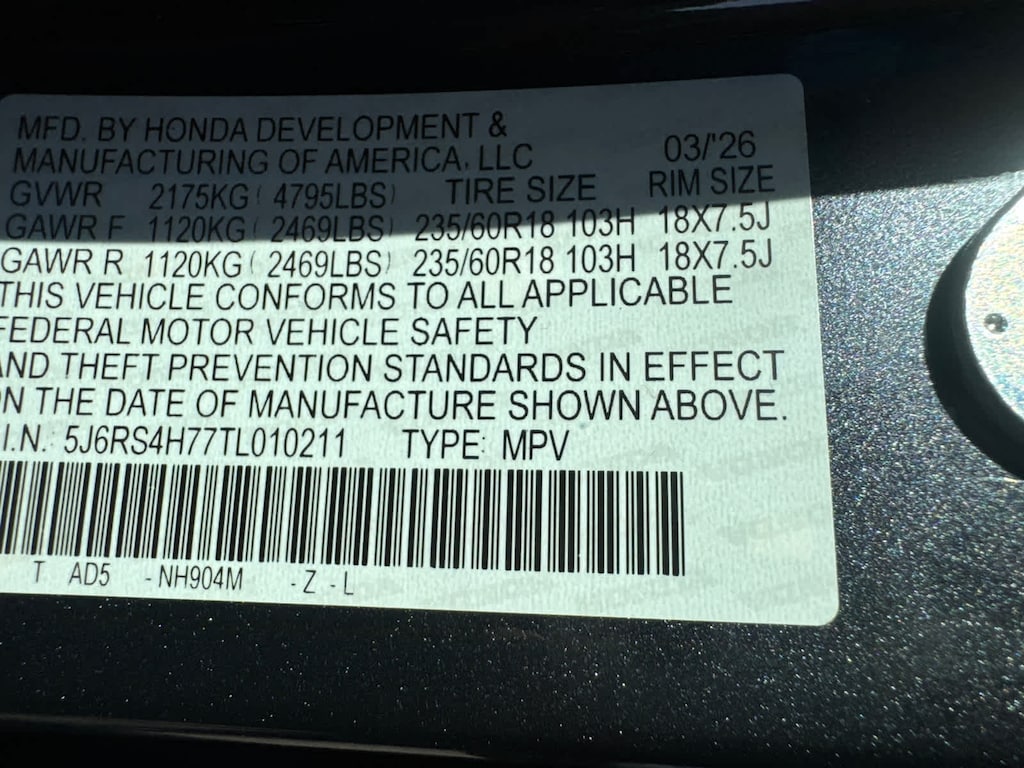 MFD. BY HONDA DEVELOPMENT &
MANUFACTURING OF AMERICA, LLC 03/'26
GVWR 2175KG ( 4795LBS) TIRE SIZE RIM SIZE
GAWR F 1120KG ( 2469LBS) 235/60R18 103H 18X7.5J
GAWR R 1120KG ( 2469LBS) 235/60R18 103H 18X7.5J
THIS VEHICLE CONFORMS TO ALL APPLICABLE
FEDERAL MOTOR VEHICLE SAFETY
AND THEFT PREVENTION STANDARDS IN EFFECT
ON THE DATE OF MANUFACTURE SHOWN ABOVE.
I.N.: 5J6RS4H77TL010211 TYPE: MPV
T AD5 -NH904M -Z -L